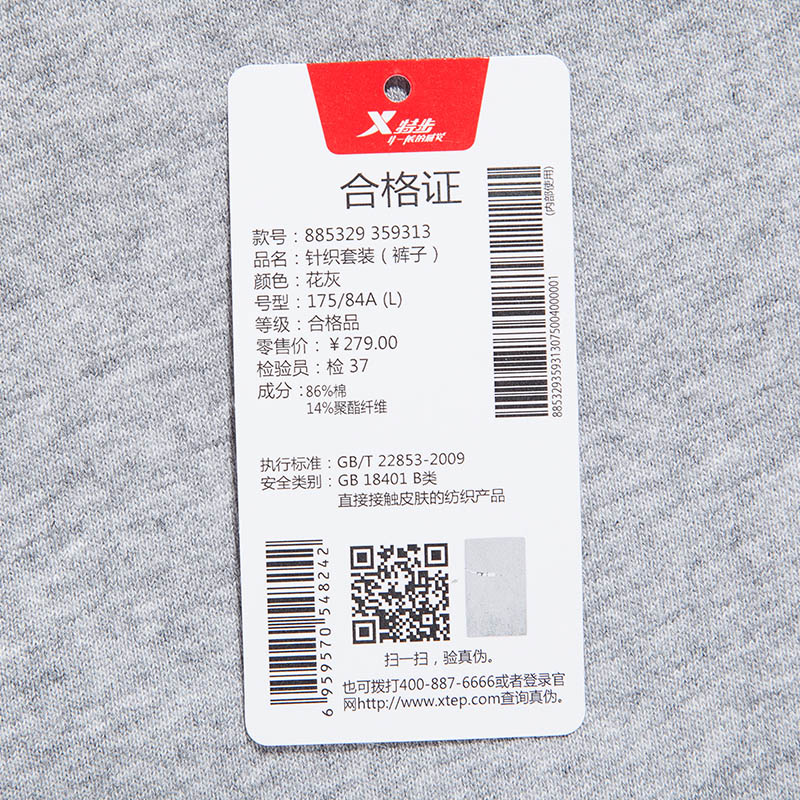 X 特步
合格证
款号：885329 359313
品名：针织套装（裤子）
颜色：花灰
号型：175/84A (L)
等级：合格品
零售价：￥279.00
检验员：检 37
成分：86%棉
14%聚酯纤维
(内部使用)
88532935931307500400000​1
执行标准：GB/T 22853-2009
安全类别：GB 18401 B类
直接接触皮肤的纺织产品
6 959570 548242
扫一扫，验真伪。
也可拨打400-887-6666或者登录官
网http://www.xtep.com查询真伪。